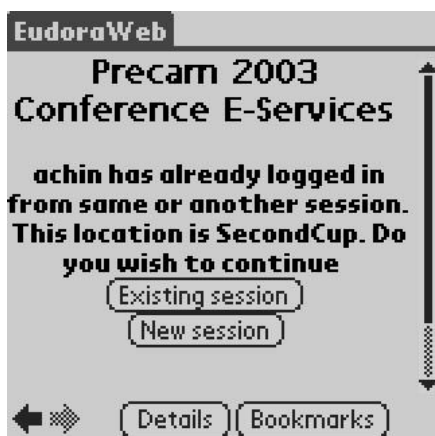 EudoraWeb
Precarn 2003
Conference E-Services
achin has already logged in
from same or another session.
This location is SecondCup. Do
you wish to continue
Existing session
New session
Details Bookmarks